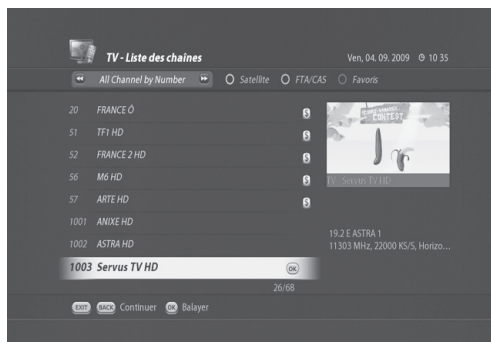 TV - Liste des chaînes
Ven, 04. 09. 2009 10 35
All Channel by Number Satellite FTA/CAS Favoris
20 FRANCE Ô $
51 TF1 HD $
52 FRANCE 2 HD $
56 M6 HD $
57 ARTE HD $
1001 ANIXE HD
1002 ASTRA HD
1003 Servus TV HD OK
CONTEST
TV - Servus TV HD
19.2 E ASTRA 1
11303 MHz, 22000 KS/S, Horizo...
26/68
EXIT BACK Continuer OK Balayer